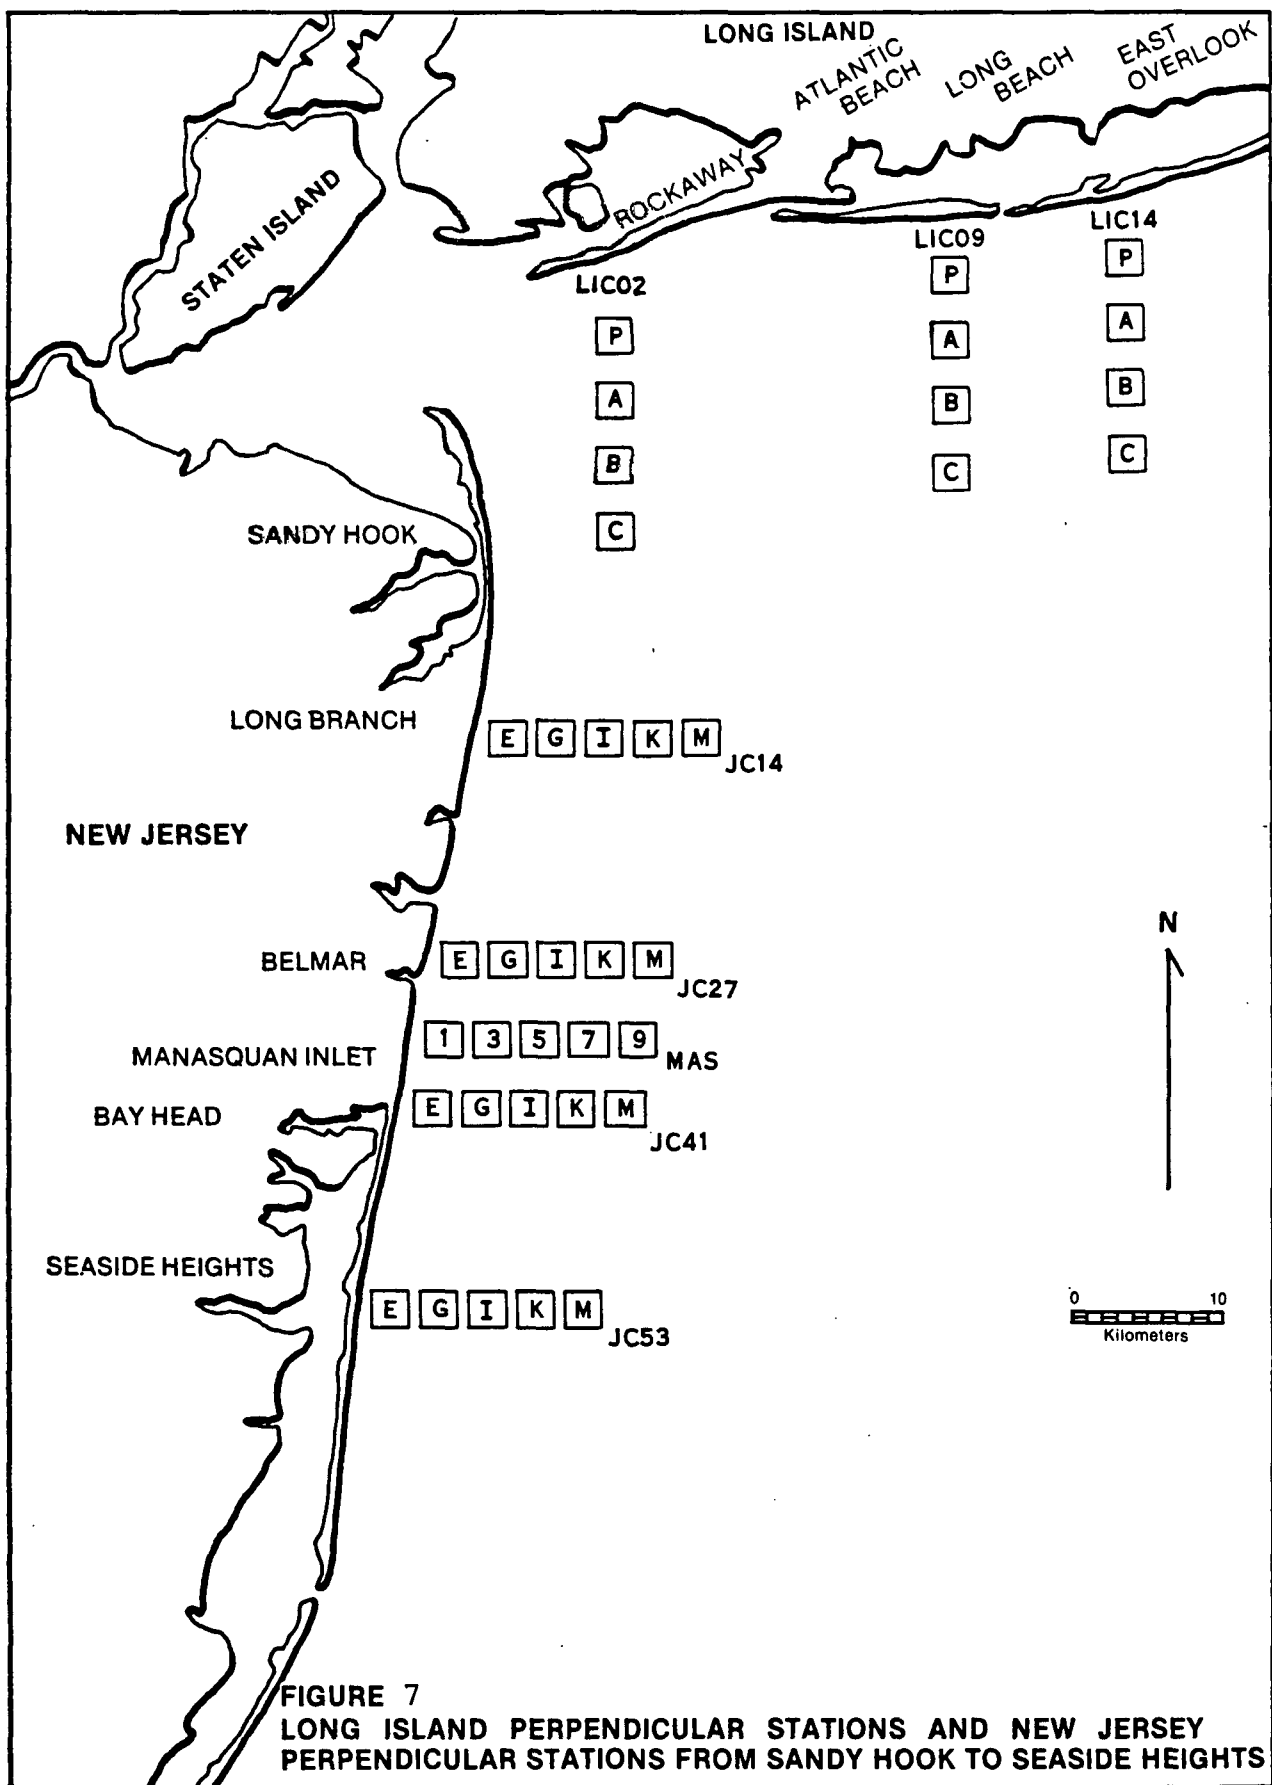 LONG ISLAND
ATLANTIC
BEACH
LONG
BEACH
EAST
OVERLOOK
STATEN ISLAND
ROCKAWAY
LIC02
P
A
B
C
LIC09
P
A
B
C
LIC14
P
A
B
C
SANDY HOOK
LONG BRANCH
E G I K M
JC14
NEW JERSEY
N
BELMAR
E G I K M
JC27
MANASQUAN INLET
1 3 5 7 9
MAS
BAY HEAD
E G I K M
JC41
SEASIDE HEIGHTS
E G I K M
JC53
0 10
Kilometers
FIGURE 7
LONG ISLAND PERPENDICULAR STATIONS AND NEW JERSEY
PERPENDICULAR STATIONS FROM SANDY HOOK TO SEASIDE HEIGHTS